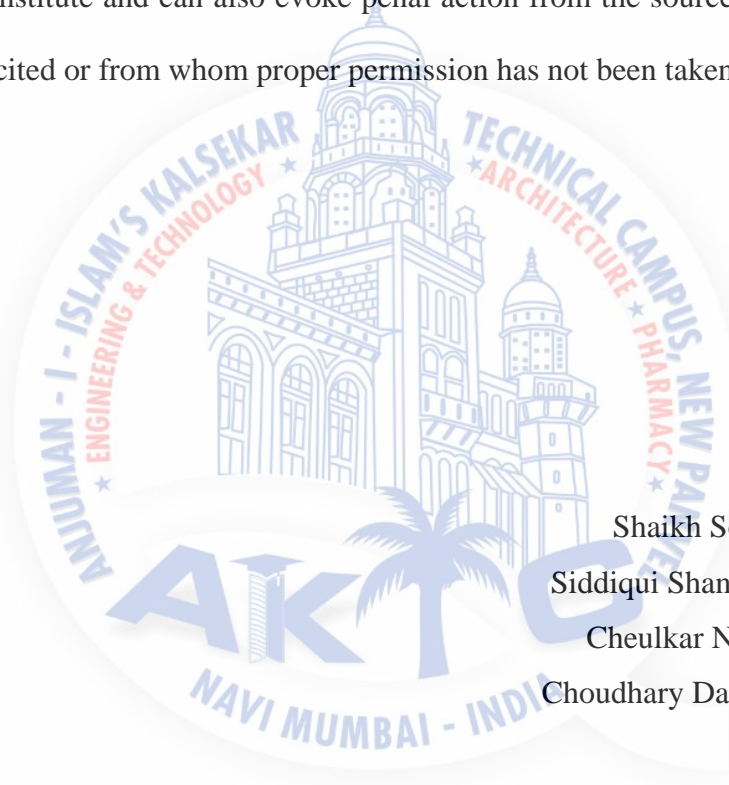 nstitute and can also evoke penal action from the source
cited or from whom proper permission has not been taken
ANJUMAN - I - ISLAM'S KALSEKAR TECHNICAL CAMPUS, NEW PANVEL
★ ENGINEERING & TECHNOLOGY ★ ★ ARCHITECTURE ★ PHARMACY ★
Shaikh
Siddiqui Shan
Cheulkar N
Choudhary Da
AKTC
NAVI MUMBAI - INDIA